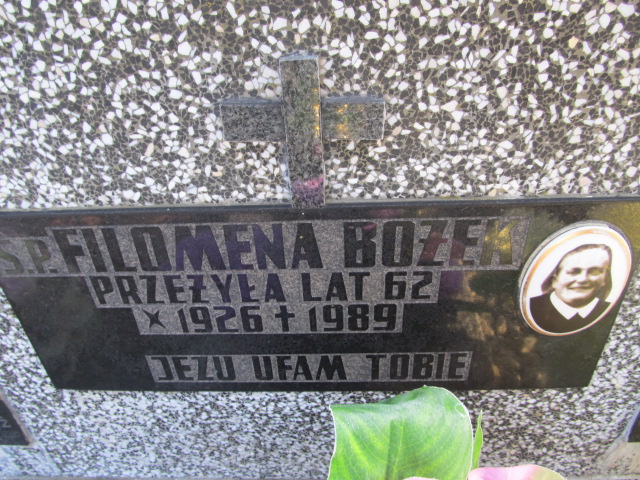 Ś.P. FILOMENA BOŻEK
PRZEŻYŁA LAT 62
✶ 1926 ✝ 1989
JEZU UFAM TOBIE